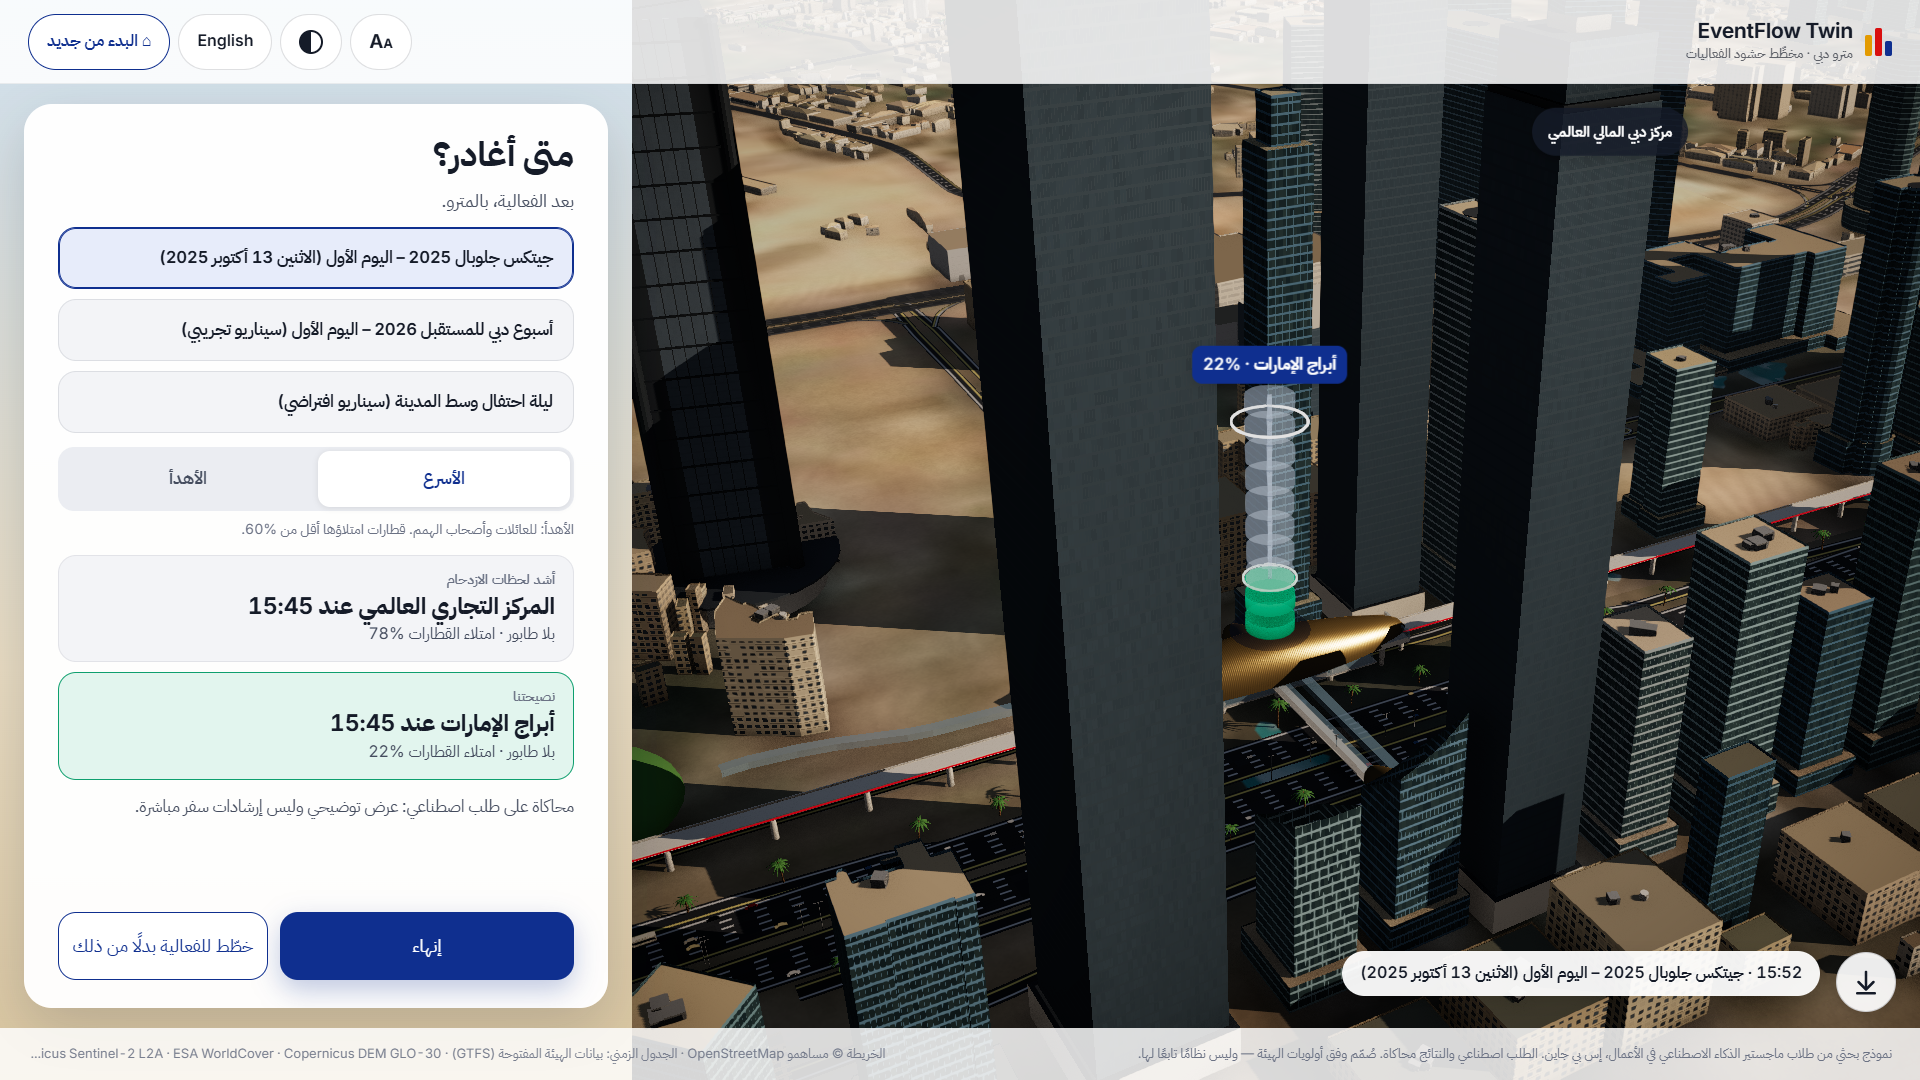 EventFlow Twin
مترو دبي · مخطِّط حشود الفعاليات
AA
English
⌂ البدء من جديد
متى أغادر؟
بعد الفعالية، بالمترو.
جيتكس جلوبال 2025 – اليوم الأول (الاثنين 13 أكتوبر 2025)
أسبوع دبي للمستقبل 2026 – اليوم الأول (سيناريو تجريبي)
ليلة احتفال وسط المدينة (سيناريو افتراضي)
الأسرع
الأهدأ
الأهدأ: للعائلات وأصحاب الهمم. قطارات امتلاؤها أقل من 60%.
أشد لحظات الازدحام
المركز التجاري العالمي عند 15:45
بلا طابور · امتلاء القطارات 78%
نصيحتنا
أبراج الإمارات عند 15:45
بلا طابور · امتلاء القطارات 22%
محاكاة على طلب اصطناعي: عرض توضيحي وليس إرشادات سفر مباشرة.
إنهاء
خطّط للفعالية بدلًا من ذلك
مركز دبي المالي العالمي
أبراج الإمارات · 22%
15:52 · جيتكس جلوبال 2025 – اليوم الأول (الاثنين 13 أكتوبر 2025)
نموذج بحثي من طلاب ماجستير الذكاء الاصطناعي في الأعمال، إس بي جاين. الطلب اصطناعي والنتائج محاكاة. صُمّم وفق أولويات الهيئة — وليس نظامًا تابعًا لها.
الخريطة © مساهمو OpenStreetMap · الجدول الزمني: بيانات الهيئة المفتوحة (GTFS) · icus Sentinel-2 L2A · ESA WorldCover · Copernicus DEM GLO-30…